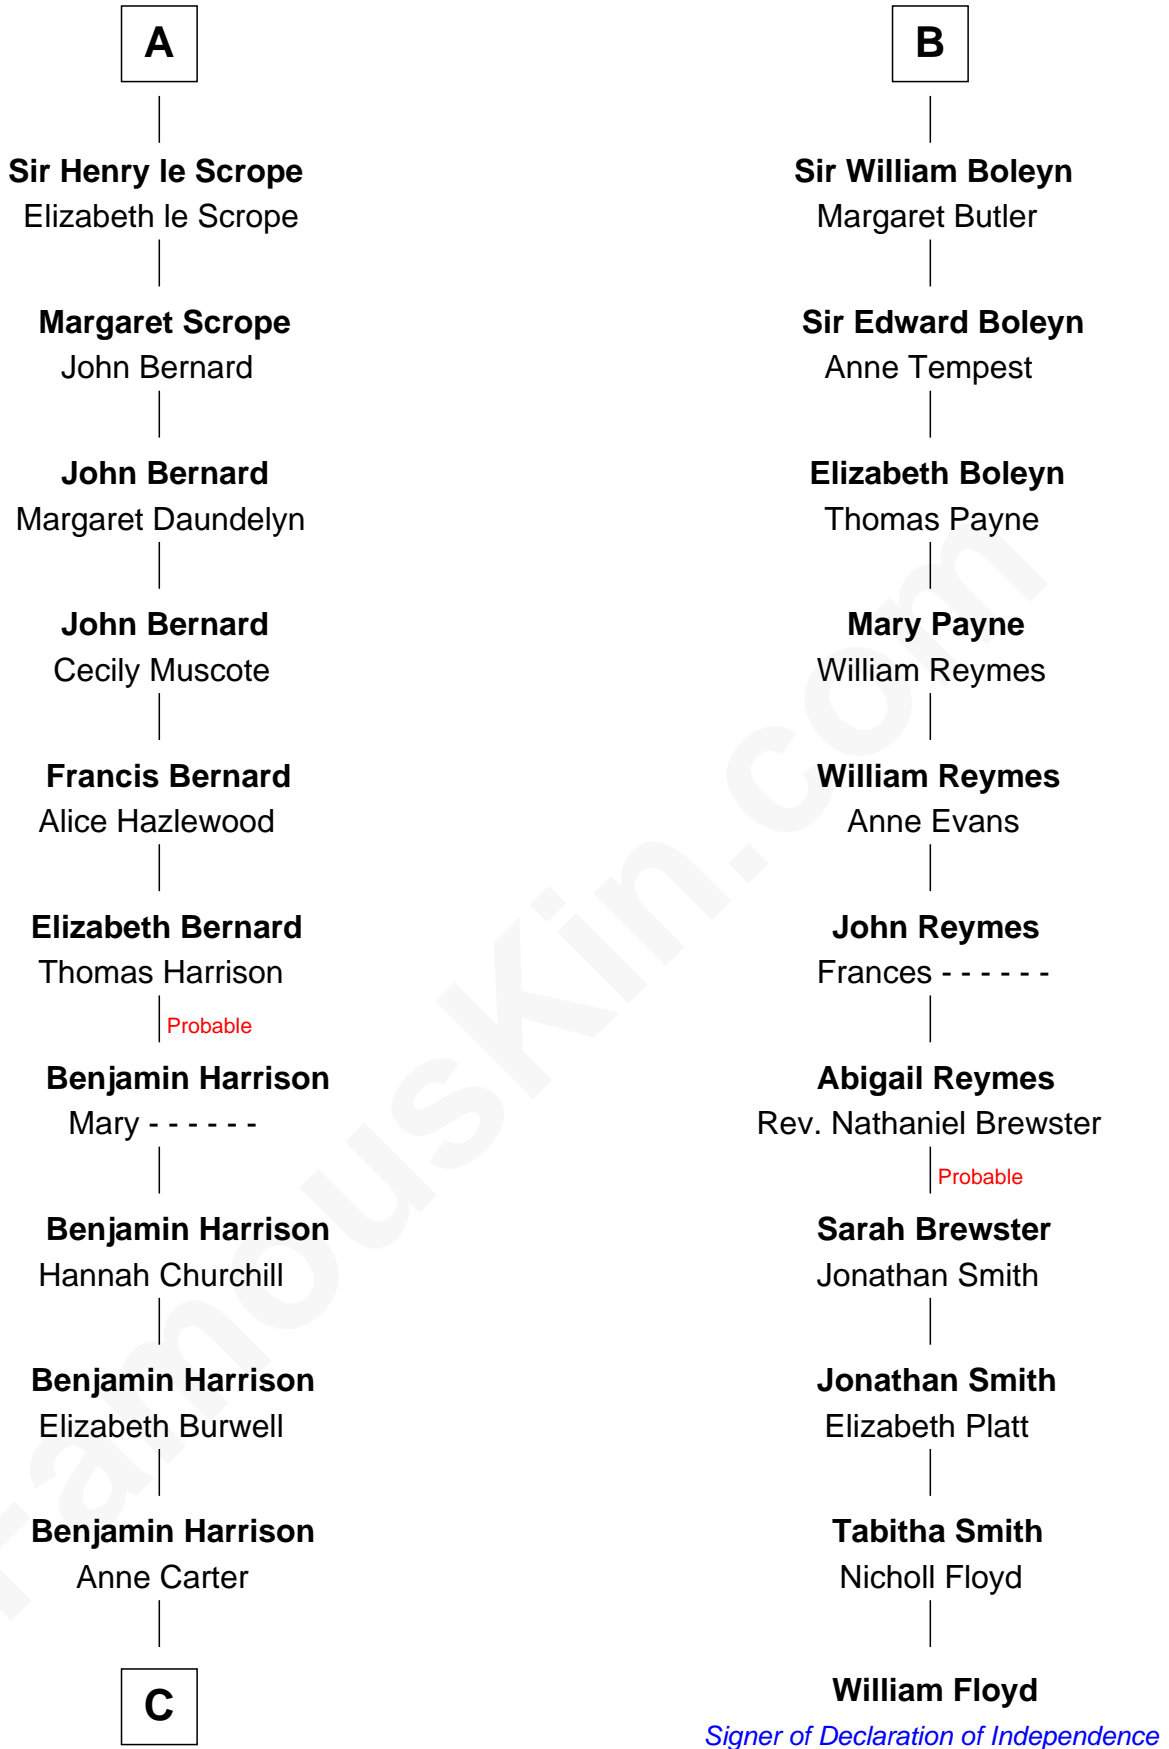 A
Sir Henry le Scrope
Elizabeth le Scrope
Margaret Scrope
John Bernard
John Bernard
Margaret Daundelyn
John Bernard
Cecily Muscote
Francis Bernard
Alice Hazlewood
Elizabeth Bernard
Thomas Harrison
Probable
Benjamin Harrison
Mary - - - - - -
Benjamin Harrison
Hannah Churchill
Benjamin Harrison
Elizabeth Burwell
Benjamin Harrison
Anne Carter
C
B
Sir William Boleyn
Margaret Butler
Sir Edward Boleyn
Anne Tempest
Elizabeth Boleyn
Thomas Payne
Mary Payne
William Reymes
William Reymes
Anne Evans
John Reymes
Frances - - - - - -
Abigail Reymes
Rev. Nathaniel Brewster
Probable
Sarah Brewster
Jonathan Smith
Jonathan Smith
Elizabeth Platt
Tabitha Smith
Nicholl Floyd
William Floyd
Signer of Declaration of Independence
FamousKin.com